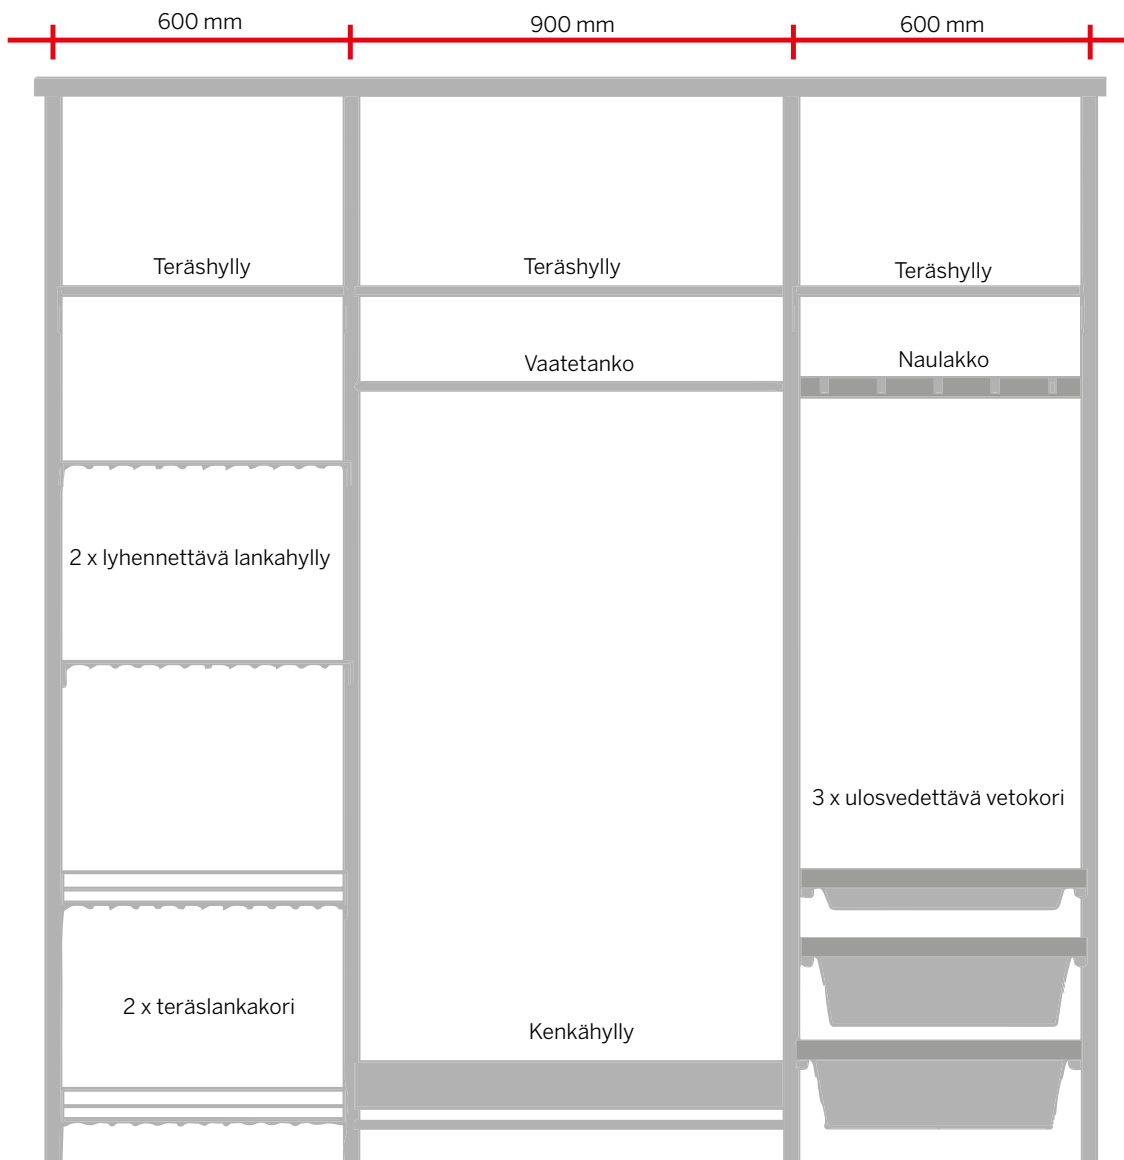 600 mm
900 mm
600 mm
Teräshylly
Teräshylly
Teräshylly
Vaatetanko
Naulakko
2 x lyhennettävä lankahylly
3 x ulosvedettävä vetokori
2 x teräslankakori
Kenkähylly